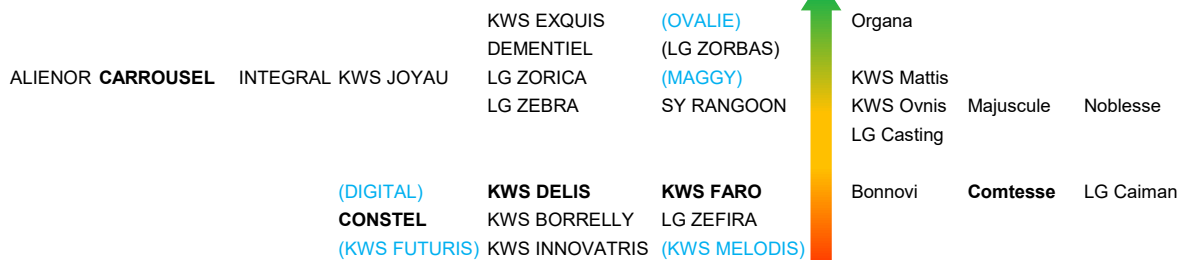 KWS EXQUIS (OVALIE) Organa
DEMENTIEL (LG ZORBAS)
ALIENOR CARROUSEL INTEGRAL KWS JOYAU LG ZORICA (MAGGY) KWS Mattis
LG ZEBRA SY RANGOON KWS Ovnis Majuscule Noblesse
LG Casting
(DIGITAL) KWS DELIS KWS FARO Bonnovi Comtesse LG Caiman
CONSTEL KWS BORRELLY LG ZEFIRA
(KWS FUTURIS) KWS INNOVATRIS (KWS MELODIS)